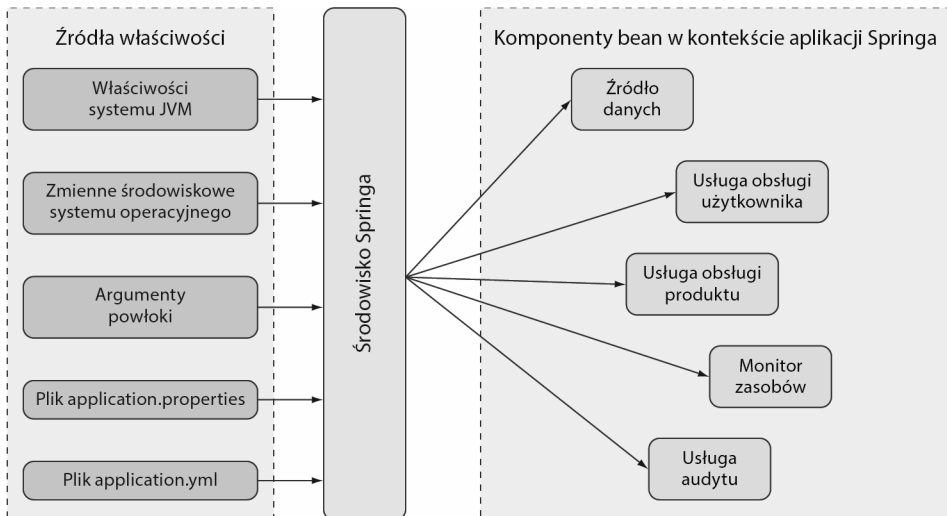 Źródła właściwości
Właściwości
systemu JVM
Zmienne środowiskowe
systemu operacyjnego
Argumenty
powłoki
Plik application.properties
Plik application.yml
Środowisko Springa
Komponenty bean w kontekście aplikacji Springa
Źródło
danych
Usługa obsługi
użytkownika
Usługa obsługi
produktu
Monitor
zasobów
Usługa
audytu